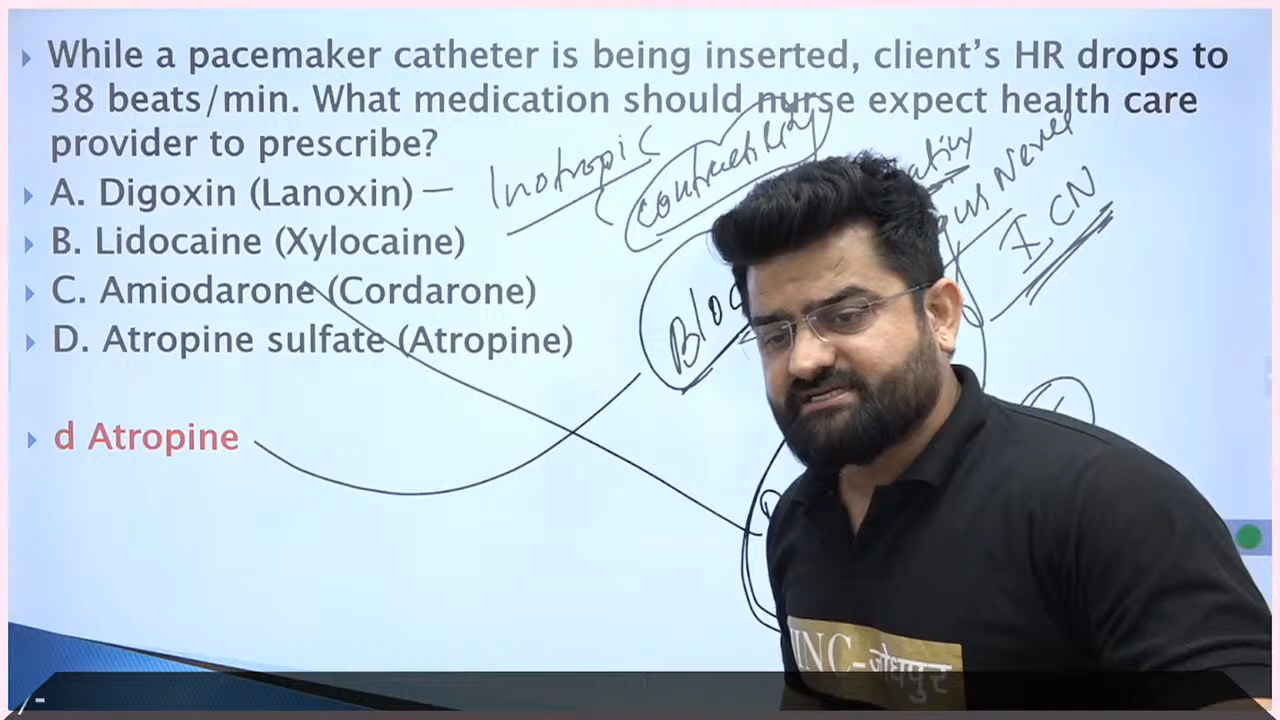 While a pacemaker catheter is being inserted, client's HR drops to
38 beats/min. What medication should nurse expect health care
provider to prescribe?
A. Digoxin (Lanoxin)
Inotropic
contractility
B. Lidocaine (Xylocaine)
C. Amiodarone (Cordarone)
D. Atropine sulfate (Atropine)
d Atropine
CN
INC-जोधपुर